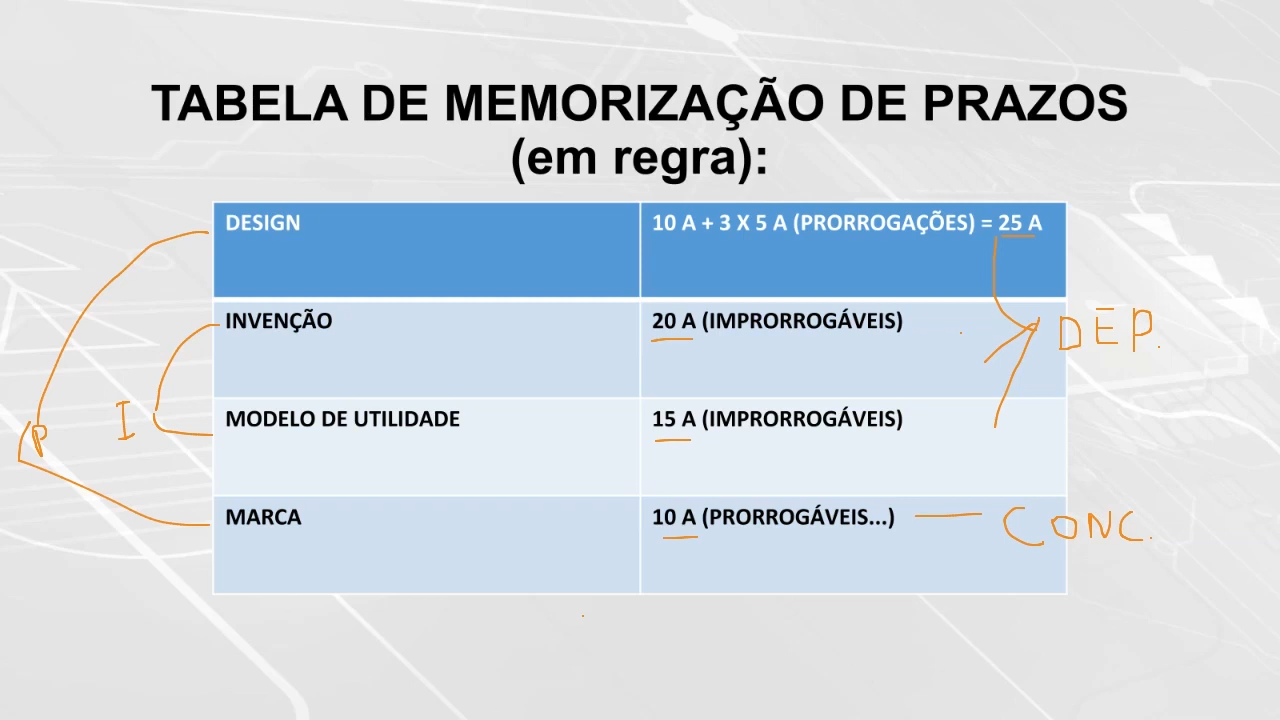 TABELA DE MEMORIZAÇÃO DE PRAZOS
(em regra):
DESIGN
10 A + 3 X 5 A (PRORROGAÇÕES) = 25 A
INVENÇÃO
20 A (IMPRORROGÁVEIS)
DEP.
P
I
MODELO DE UTILIDADE
15 A (IMPRORROGÁVEIS)
MARCA
10 A (PRORROGÁVEIS...)
CONC.